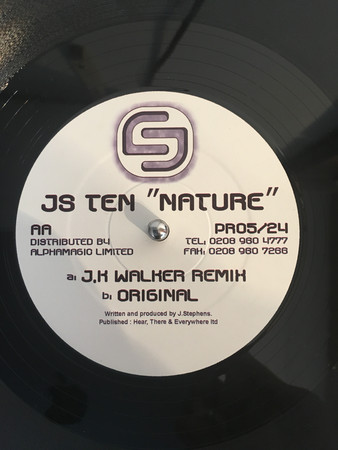 JS TEN "NATURE"
AA PRO5/24
DISTRIBUTED BY TEL: 0208 960 4777
ALPHAMAGIC LIMITED FAX: 0208 960 7266
a: J.K WALKER REMIX
b: ORIGINAL
Written and produced by J.Stephens.
Published : Hear, There & Everywhere ltd